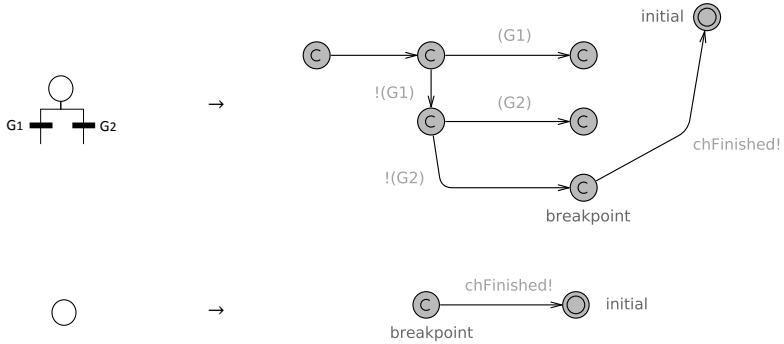 initial
(G1)
C
C
C
!(G1)
(G2)
G1
G2
→
C
C
chFinished!
!(G2)
C
breakpoint
chFinished!
→
C
initial
breakpoint